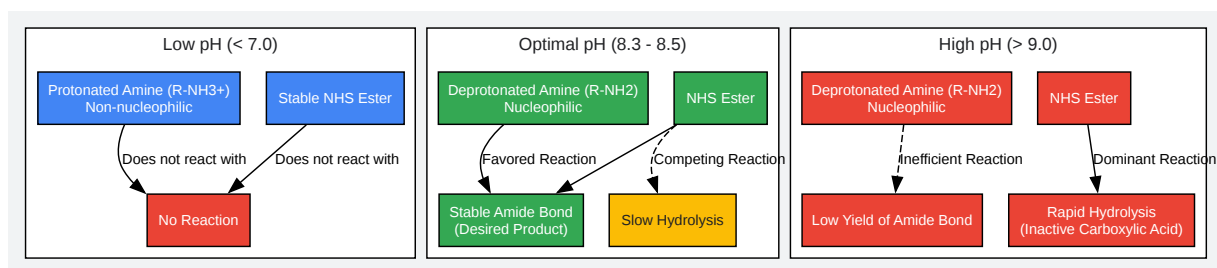 Low pH (< 7.0)
Protonated Amine (R-NH3+)
Non-nucleophilic
Stable NHS Ester
Does not react with
Does not react with
No Reaction
Optimal pH (8.3 - 8.5)
Deprotonated Amine (R-NH2)
Nucleophilic
NHS Ester
Favored Reaction
Competing Reaction
Stable Amide Bond
(Desired Product)
Slow Hydrolysis
High pH (> 9.0)
Deprotonated Amine (R-NH2)
Nucleophilic
NHS Ester
Inefficient Reaction
Dominant Reaction
Low Yield of Amide Bond
Rapid Hydrolysis
(Inactive Carboxylic Acid)